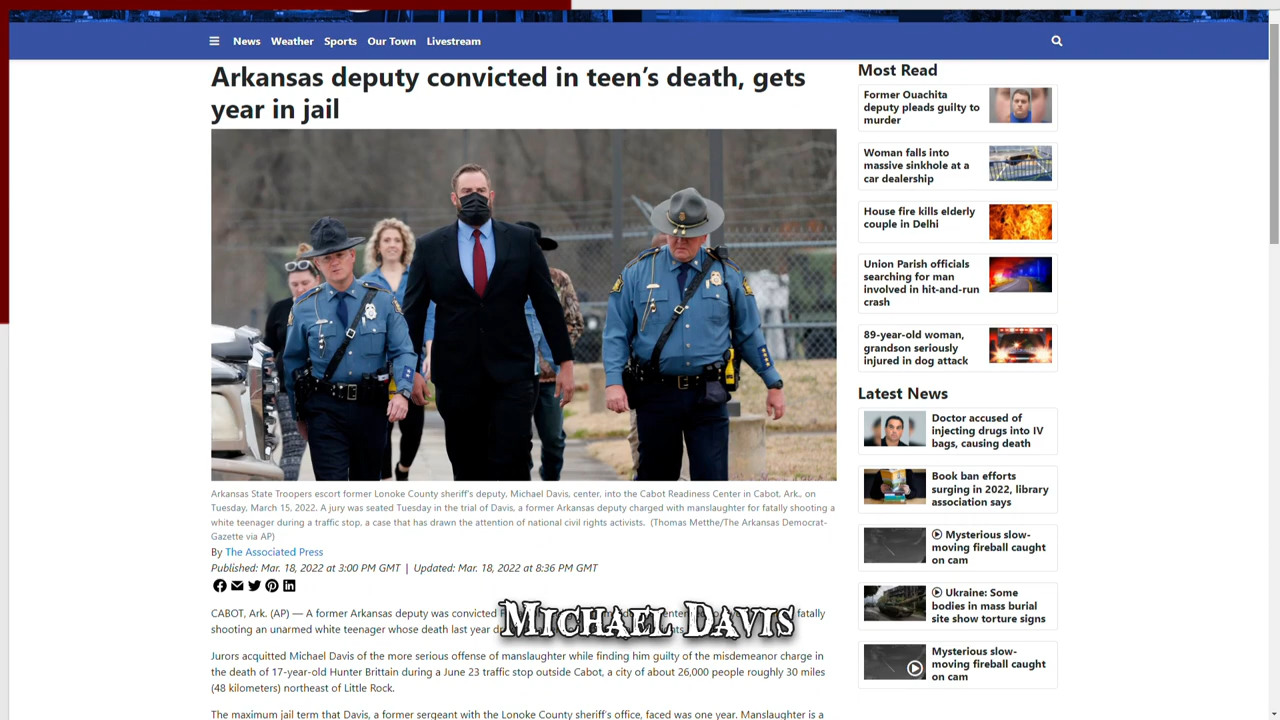 News Weather Sports Our Town Livestream
Arkansas deputy convicted in teen's death, gets
year in jail
Arkansas State Troopers escort former Lonoke County sheriff's deputy, Michael Davis, center, into the Cabot Readiness Center in Cabot, Ark., on
Tuesday, March 15, 2022. A jury was seated Tuesday in the trial of Davis, a former Arkansas deputy charged with manslaughter for fatally shooting a
white teenager during a traffic stop, a case that has drawn the attention of national civil rights activists. (Thomas Metthe/The Arkansas Democrat-
Gazette via AP)
By The Associated Press
Published: Mar. 18, 2022 at 3:00 PM GMT | Updated: Mar. 18, 2022 at 8:36 PM GMT
CABOT, Ark. (AP) — A former Arkansas deputy was convicted fatally
shooting an unarmed white teenager whose death last year
Michael Davis
Jurors acquitted Michael Davis of the more serious offense of manslaughter while finding him guilty of the misdemeanor charge in
the death of 17-year-old Hunter Brittain during a June 23 traffic stop outside Cabot, a city of about 26,000 people roughly 30 miles
(48 kilometers) northeast of Little Rock.
The maximum jail term that Davis, a former sergeant with the Lonoke County sheriff's office, faced was one year. Manslaughter is a
Most Read
Former Ouachita
deputy pleads guilty to
murder
Woman falls into
massive sinkhole at a
car dealership
House fire kills elderly
couple in Delhi
Union Parish officials
searching for man
involved in hit-and-run
crash
89-year-old woman,
grandson seriously
injured in dog attack
Latest News
Doctor accused of
injecting drugs into IV
bags, causing death
Book ban efforts
surging in 2022, library
association says
Mysterious slow-
moving fireball caught
on cam
Ukraine: Some
bodies in mass burial
site show torture signs
Mysterious slow-
moving fireball caught
on cam